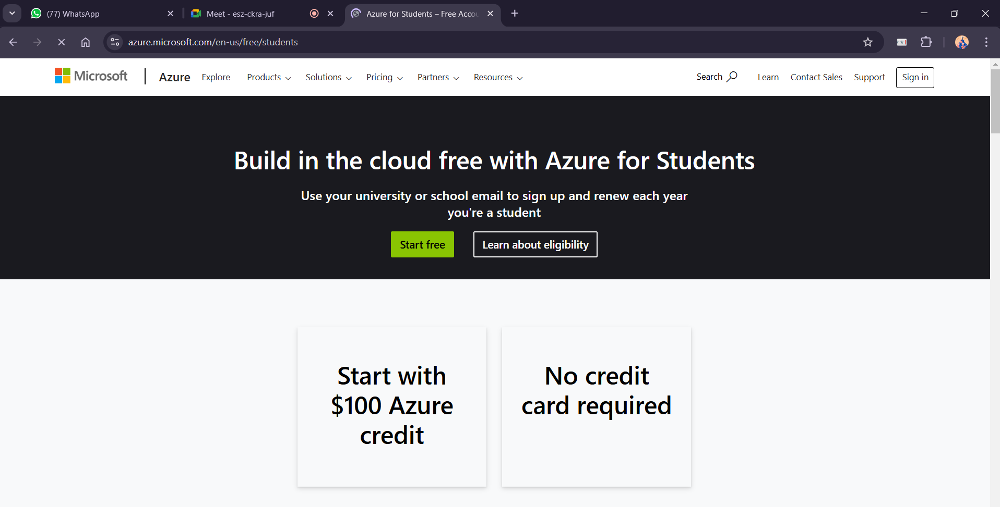 (77) WhatsApp
Meet - esz-ckra-juf
Azure for Students – Free Accou
azure.microsoft.com/en-us/free/students
Microsoft
Azure
Explore
Products
Solutions
Pricing
Partners
Resources
Search
Learn
Contact Sales
Support
Sign in
Build in the cloud free with Azure for Students
Use your university or school email to sign up and renew each year
you're a student
Start free
Learn about eligibility
Start with
$100 Azure
credit
No credit
card required